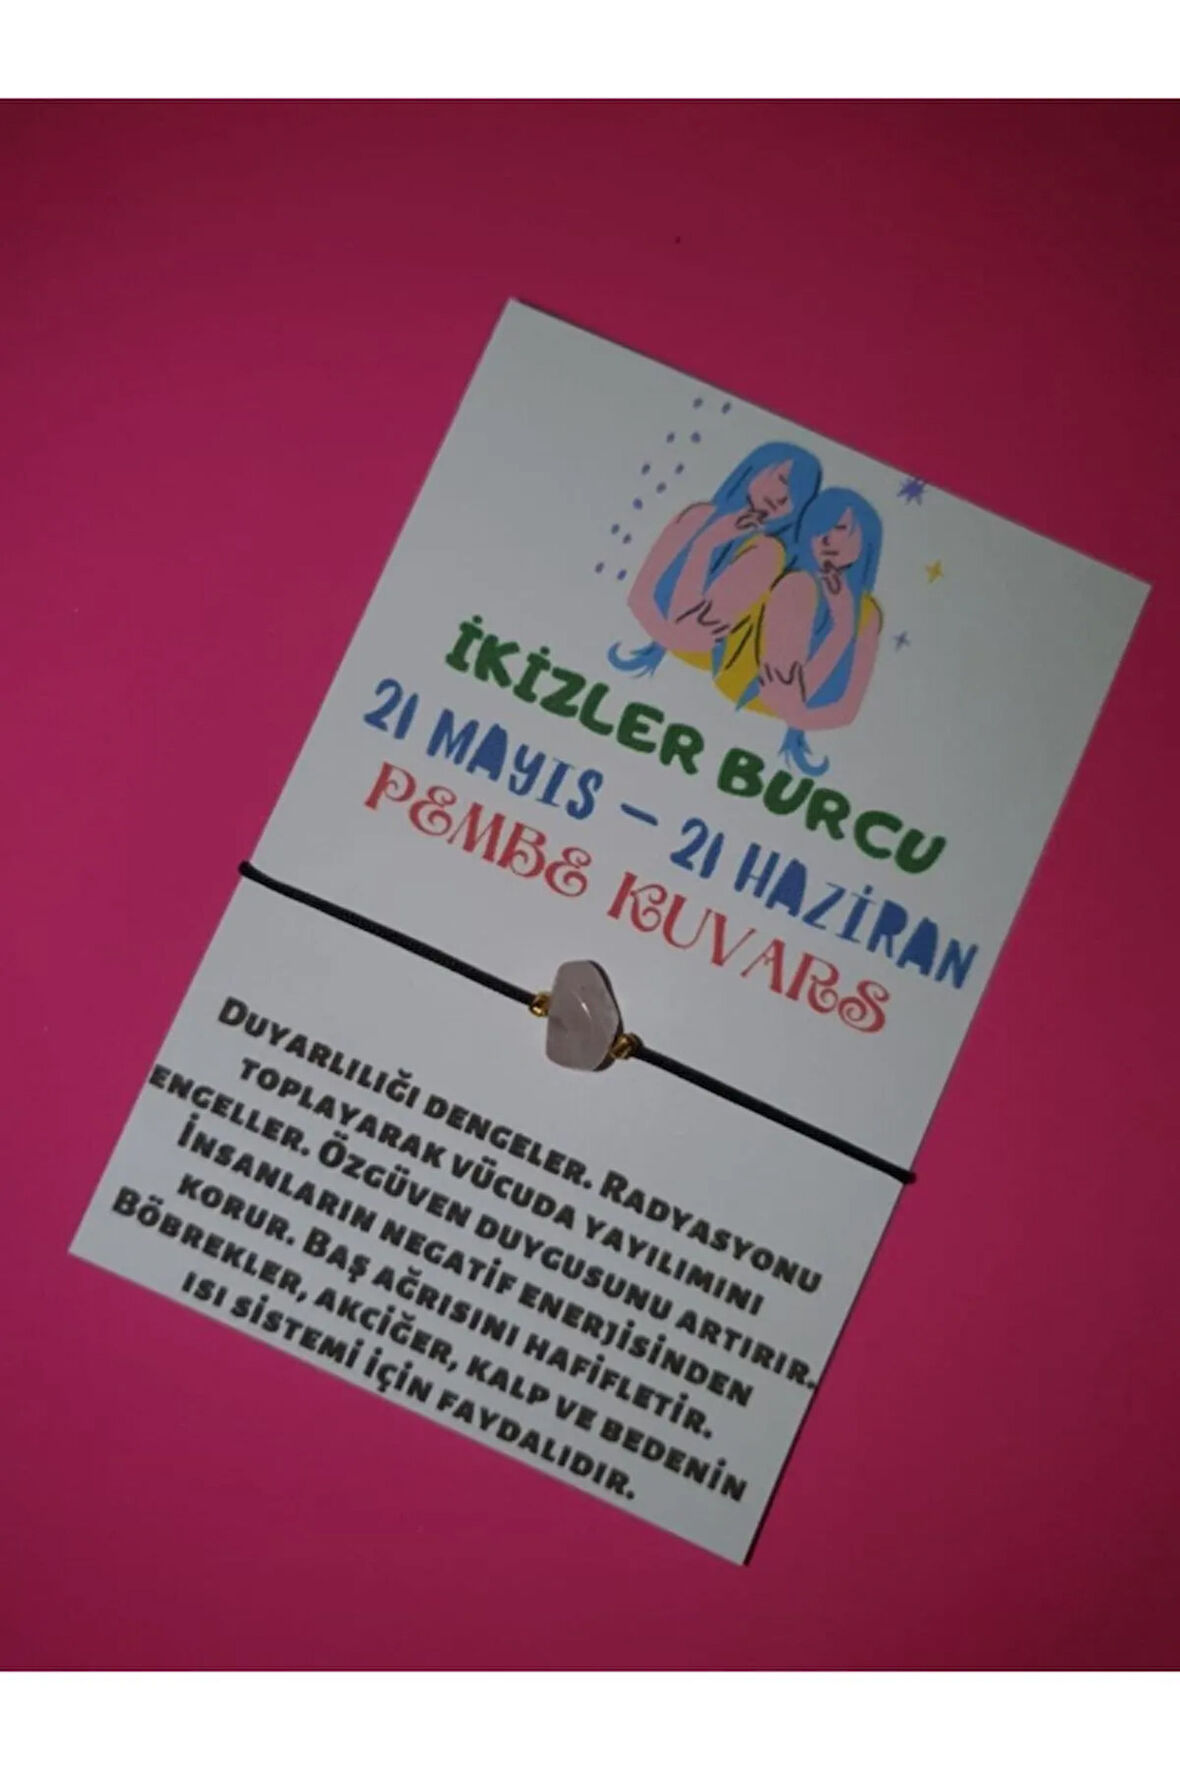 İKİZLER BURCU
21 MAYIS – 21 HAZİRAN
PEMBE KUVARS
DUYARLILIĞI DENGELER. RADYASYONU
TOPLAYARAK VÜCUDA YAYILIMINI
ENGELLER. ÖZGÜVEN DUYGUSUNU ARTIRIR.
İNSANLARIN NEGATİF ENERJİSİNDEN
KORUR. BAŞ AĞRISINI HAFİFLETİR.
BÖBREKLER, AKCİĞER, KALP VE BEDENİN
ISI SİSTEMİ İÇİN FAYDALIDIR.